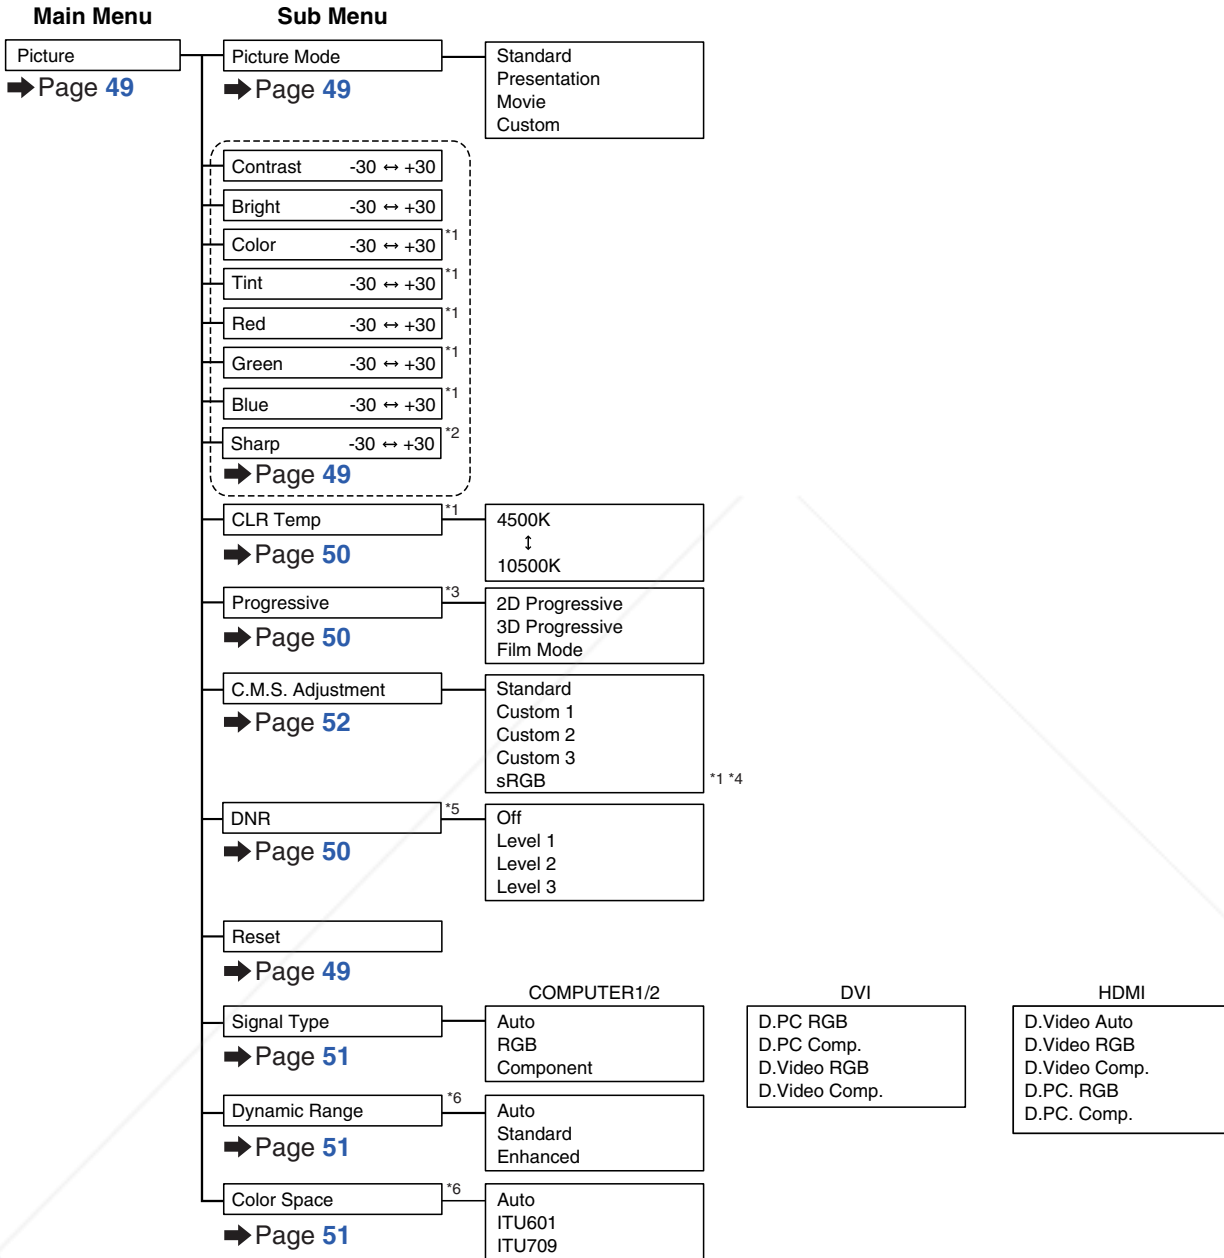 Main Menu Sub Menu
Picture
➡ Page 49
Picture Mode
➡ Page 49
Standard
Presentation
Movie
Custom
Contrast -30 ↔ +30
Bright -30 ↔ +30
Color -30 ↔ +30 *1
Tint -30 ↔ +30 *1
Red -30 ↔ +30 *1
Green -30 ↔ +30 *1
Blue -30 ↔ +30 *1
Sharp -30 ↔ +30 *2
➡ Page 49
CLR Temp *1
➡ Page 50
4500K
↕
10500K
Progressive *3
➡ Page 50
2D Progressive
3D Progressive
Film Mode
C.M.S. Adjustment
➡ Page 52
Standard
Custom 1
Custom 2
Custom 3
sRGB *1 *4
DNR *5
➡ Page 50
Off
Level 1
Level 2
Level 3
Reset
➡ Page 49
Signal Type
➡ Page 51
COMPUTER1/2
Auto
RGB
Component
DVI
D.PC RGB
D.PC Comp.
D.Video RGB
D.Video Comp.
HDMI
D.Video Auto
D.Video RGB
D.Video Comp.
D.PC. RGB
D.PC. Comp.
Dynamic Range *6
➡ Page 51
Auto
Standard
Enhanced
Color Space *6
➡ Page 51
Auto
ITU601
ITU709